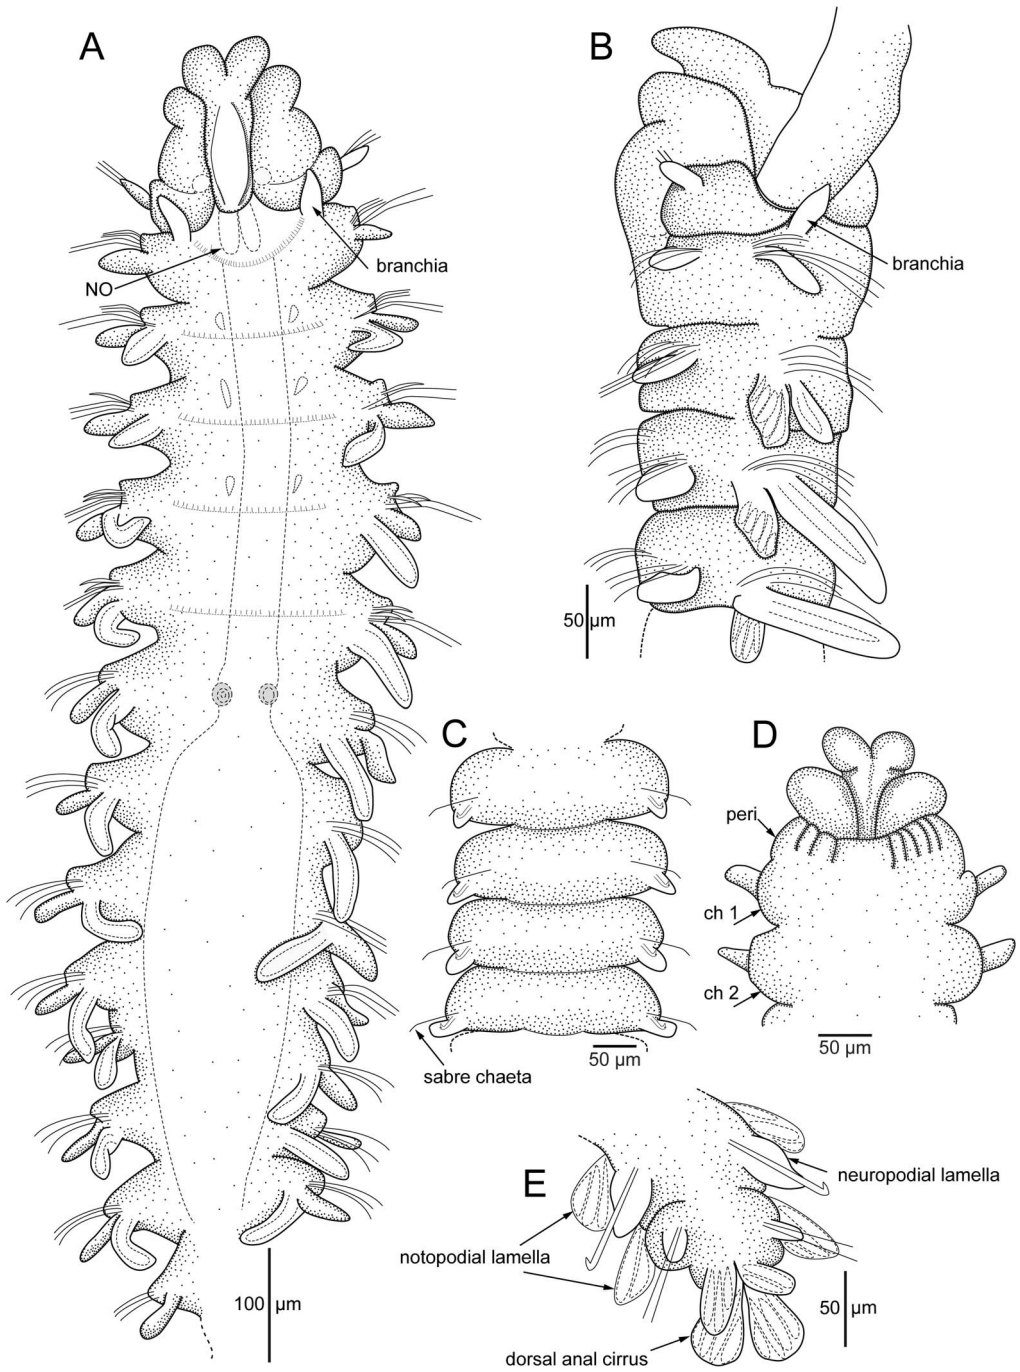 A
NO
branchia
100 µm
B
branchia
50 µm
C
sabre chaeta
50 µm
D
peri
ch 1
ch 2
50 µm
E
neuropodial lamella
notopodial lamella
dorsal anal cirrus
50 µm